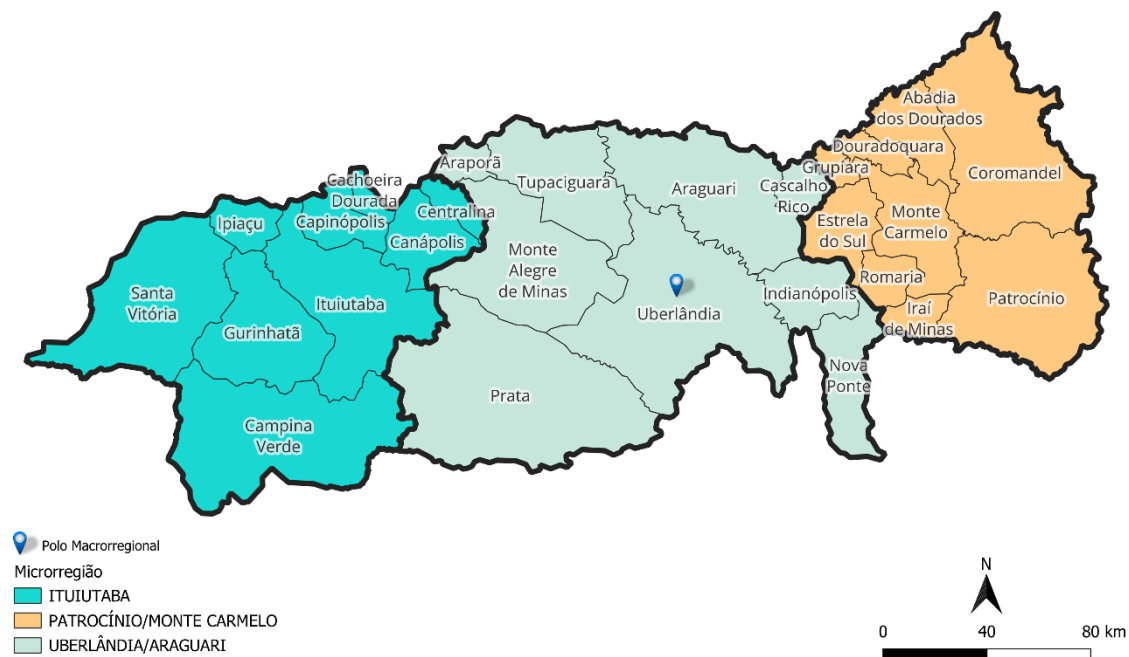 Abadia
dos Dourados
Douradoquara
Grupiara
Coromandel
Araporã
Tupaciguara
Araguari
Cascalho
Rico
Cachoeira
Dourada
Capinópolis
Ipiaçu
Centralina
Canápolis
Estrela
do Sul
Monte
Carmelo
Monte
Alegre
de Minas
Romaria
Santa
Vitória
Ituiutaba
Gurinhatã
Uberlândia
Indianópolis
Iraí
de Minas
Patrocínio
Nova
Ponte
Prata
Campina
Verde
Polo Macrorregional
Microrregião
ITUIUTABA
PATROCÍNIO/MONTE CARMELO
UBERLÂNDIA/ARAGUARI
N
0 40 80 km